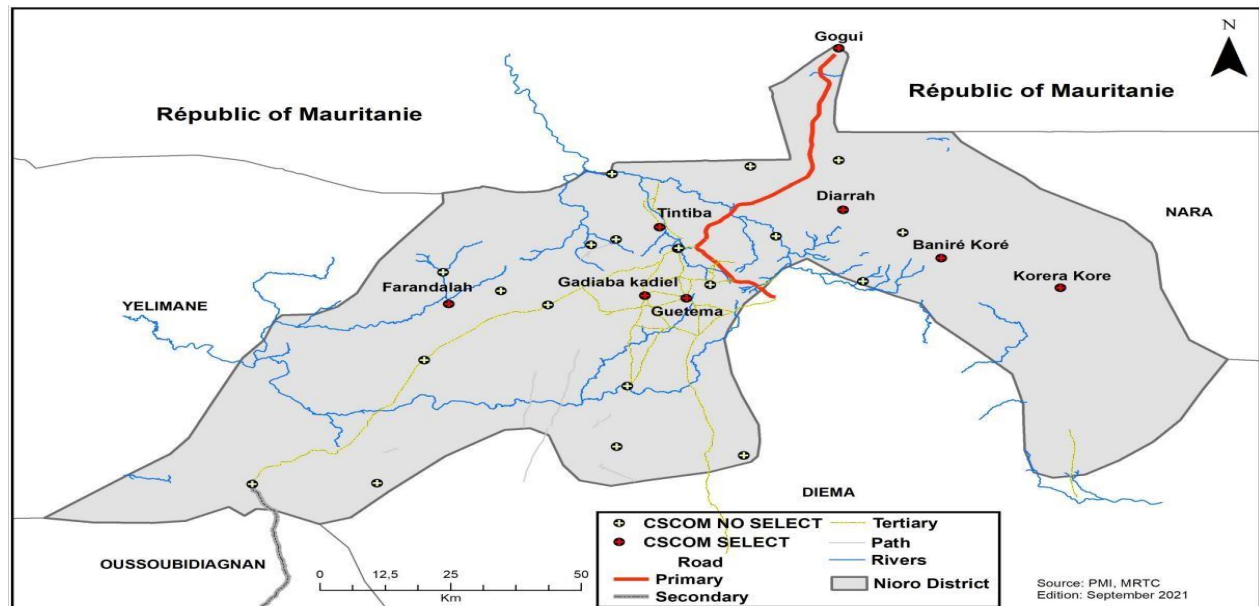 Gogui
N
Républic of Mauritanie
Républic of Mauritanie
Diarrah
NARA
Tintiba
Baniré Koré
Korera Kore
Farandalah
Gadiaba kadiel
Guetema
YELIMANE
DIEMA
OUSSOUBIDIAGNAN
CSCOM NO SELECT
CSCOM SELECT
Road
Primary
Secondary
Tertiary
Path
Rivers
Nioro District
0 12,5 25 50
Km
Source: PMI, MRTC
Edition: September 2021